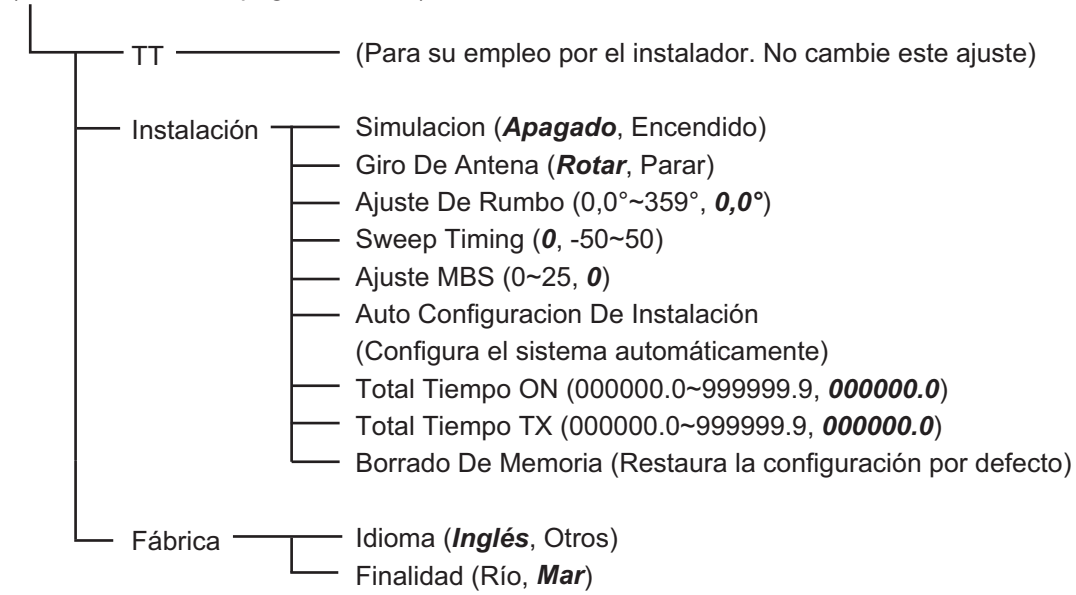 TT (Para su empleo por el instalador. No cambie este ajuste)
Instalación Simulacion (Apagado, Encendido)
Giro De Antena (Rotar, Parar)
Ajuste De Rumbo (0,0°~359°, 0,0°)
Sweep Timing (0, -50~50)
Ajuste MBS (0~25, 0)
Auto Configuracion De Instalación
(Configura el sistema automáticamente)
Total Tiempo ON (000000.0~999999.9, 000000.0)
Total Tiempo TX (000000.0~999999.9, 000000.0)
Borrado De Memoria (Restaura la configuración por defecto)
Fábrica Idioma (Inglés, Otros)
Finalidad (Río, Mar)